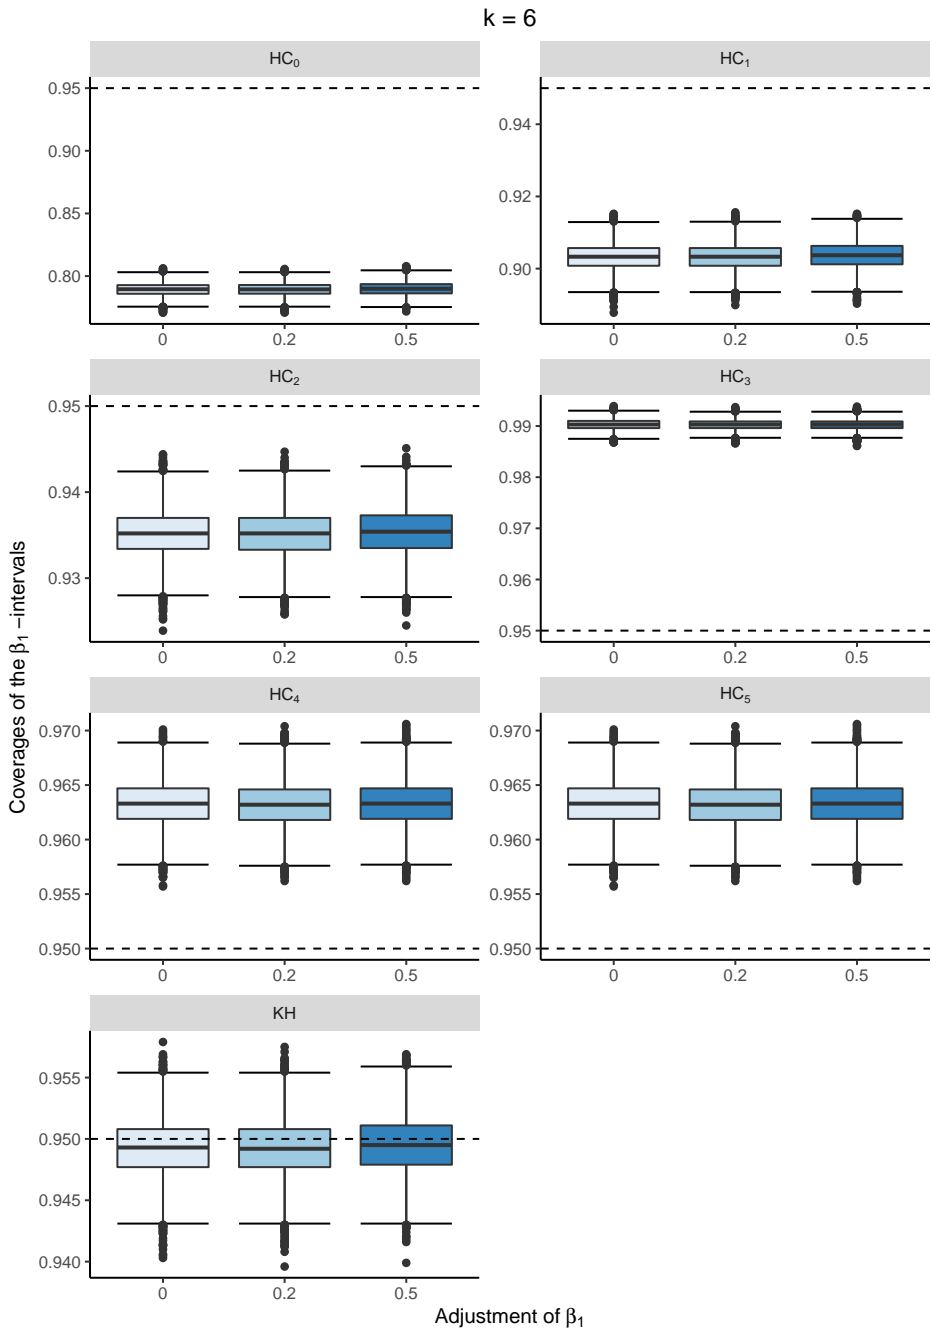 k = 6
HC₀
HC₁
0.95
0.90
0.85
0.80
0.94
0.92
0.90
0 0.2 0.5
0 0.2 0.5
HC₂
HC₃
0.95
0.94
0.93
0.99
0.98
0.97
0.96
0.95
0 0.2 0.5
0 0.2 0.5
Coverages of the β₁ −intervals
HC₄
HC₅
0.970
0.965
0.960
0.955
0.950
0.970
0.965
0.960
0.955
0.950
0 0.2 0.5
0 0.2 0.5
KH
0.955
0.950
0.945
0.940
0 0.2 0.5
Adjustment of β₁